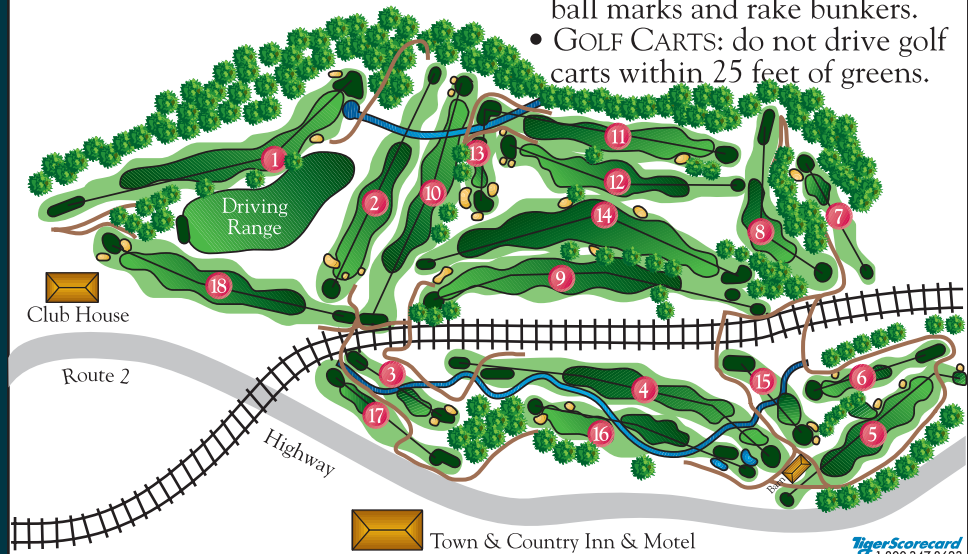 ball marks and rake bunkers.
• GOLF CARTS: do not drive golf
carts within 25 feet of greens.
1
2
10
13
11
12
14
8
7
9
18
Driving
Range
Club House
Route 2
Highway
3
17
4
16
15
6
5
Barn
Town & Country Inn & Motel
TigerScorecard